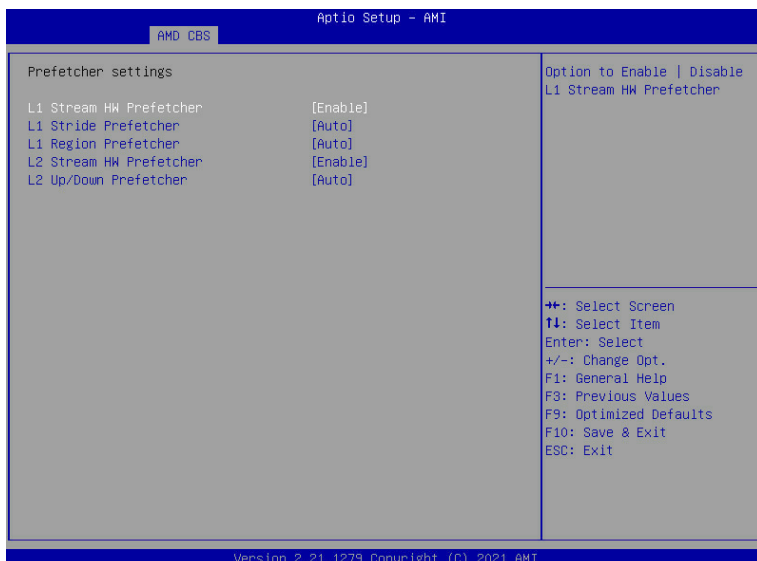 Aptio Setup – AMI
AMD CBS
Prefetcher settings
L1 Stream HW Prefetcher [Enable]
L1 Stride Prefetcher [Auto]
L1 Region Prefetcher [Auto]
L2 Stream HW Prefetcher [Enable]
L2 Up/Down Prefetcher [Auto]
Option to Enable | Disable
L1 Stream HW Prefetcher
→←: Select Screen
↑↓: Select Item
Enter: Select
+/-: Change Opt.
F1: General Help
F3: Previous Values
F9: Optimized Defaults
F10: Save & Exit
ESC: Exit
Version 2.21.1279 Copyright (C) 2021 AMI